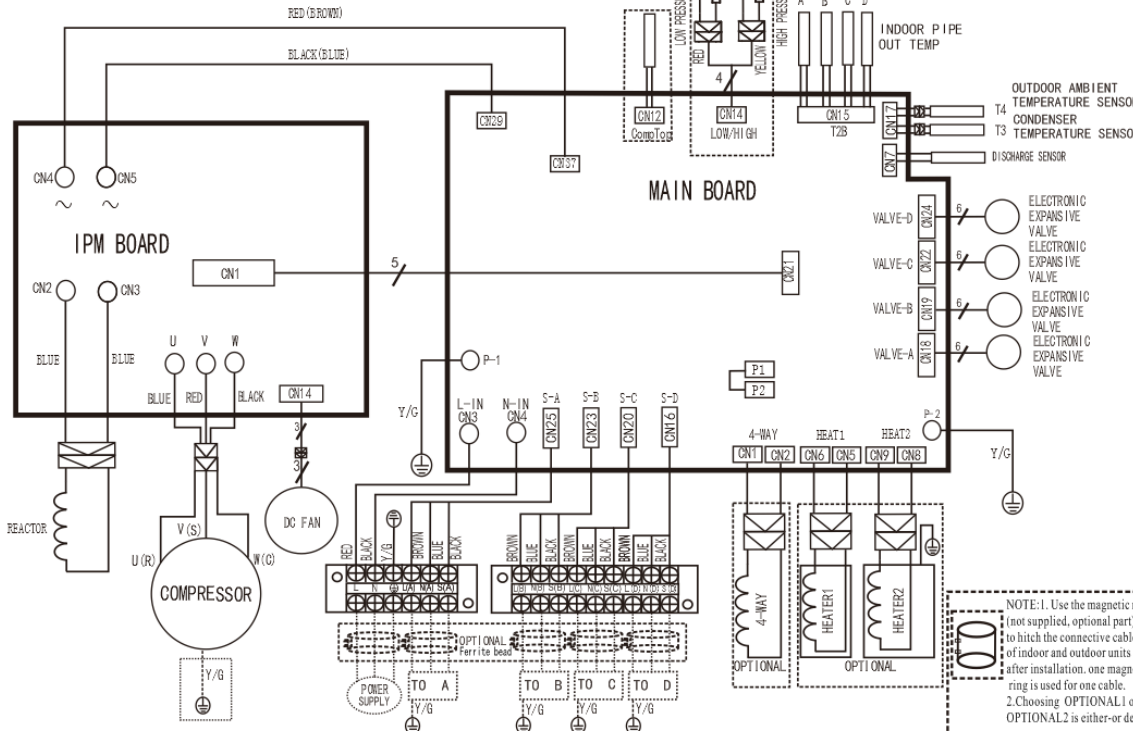 RED(BROWN)
BLACK(BLUE)
LOW PRESSU
RED
YELLOW
HIGH PRESS
4
A B C D
INDOOR PIPE
OUT TEMP
CN12
CompTop
CN14
LOW/HIGH
CN15
T2B
CN17
T4
OUTDOOR AMBIENT
TEMPERATURE SENSOR
T3
CONDENSER
TEMPERATURE SENSO
CN7
DISCHARGE SENSOR
CN29
CN37
MAIN BOARD
CN4
CN5
IPM BOARD
CN1
5
CN21
CN2
CN3
BLUE
BLUE
U V W
BLUE
RED
BLACK
CN14
3
3
DC FAN
REACTOR
V(S)
U(R)
W(C)
COMPRESSOR
Y/G
VALVE-D
CN24
6
ELECTRONIC
EXPANSIVE
VALVE
VALVE-C
CN22
6
ELECTRONIC
EXPANSIVE
VALVE
VALVE-B
CN19
6
ELECTRONIC
EXPANSIVE
VALVE
VALVE-A
CN18
6
ELECTRONIC
EXPANSIVE
VALVE
P-1
Y/G
P1
P2
P-2
Y/G
L-IN
CN3
N-IN
CN4
S-A
CN25
S-B
CN23
S-C
CN20
S-D
CN16
4-WAY
CN1 CN2
HEAT1
CN6 CN5
HEAT2
CN9 CN8
RED
BLACK
Y/G
BROWN
BLUE
BLACK
BROWN
BLUE
BLACK
BROWN
BLUE
BLACK
BROWN
BLUE
BLACK
L N L(A) N(A) S(A)
L(B) N(B) S(B) L(C) N(C) S(C) L(D) N(D) S(D)
OPTIONAL
Ferrite bead
POWER
SUPPLY
TO A
Y/G
TO B
Y/G
TO C
Y/G
TO D
Y/G
4-WAY
OPTIONAL
HEATER1
HEATER2
OPTIONAL
NOTE:1. Use the magnetic
(not supplied, optional part)
to hitch the connective cable
of indoor and outdoor units
after installation. one magne
ring is used for one cable.
2.Choosing OPTIONAL1 o
OPTIONAL2 is either-or de